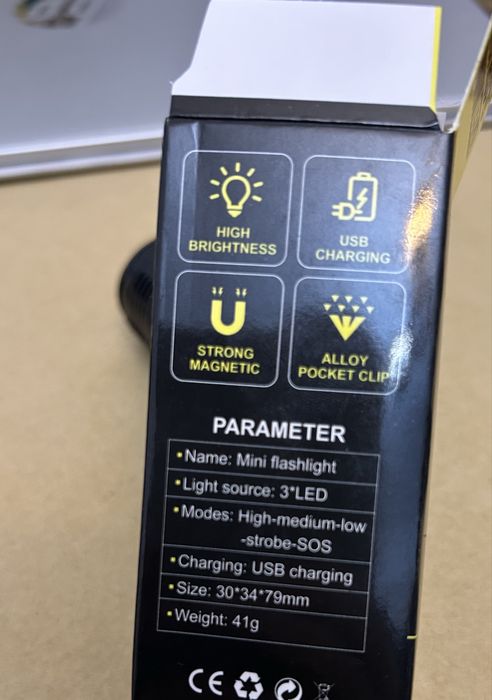 HIGH
BRIGHTNESS
USB
CHARGING
STRONG
MAGNETIC
ALLOY
POCKET CLIP
PARAMETER
•Name: Mini flashlight
•Light source: 3*LED
•Modes: High-medium-low
-strobe-SOS
•Charging: USB charging
•Size: 30*34*79mm
•Weight: 41g
CE